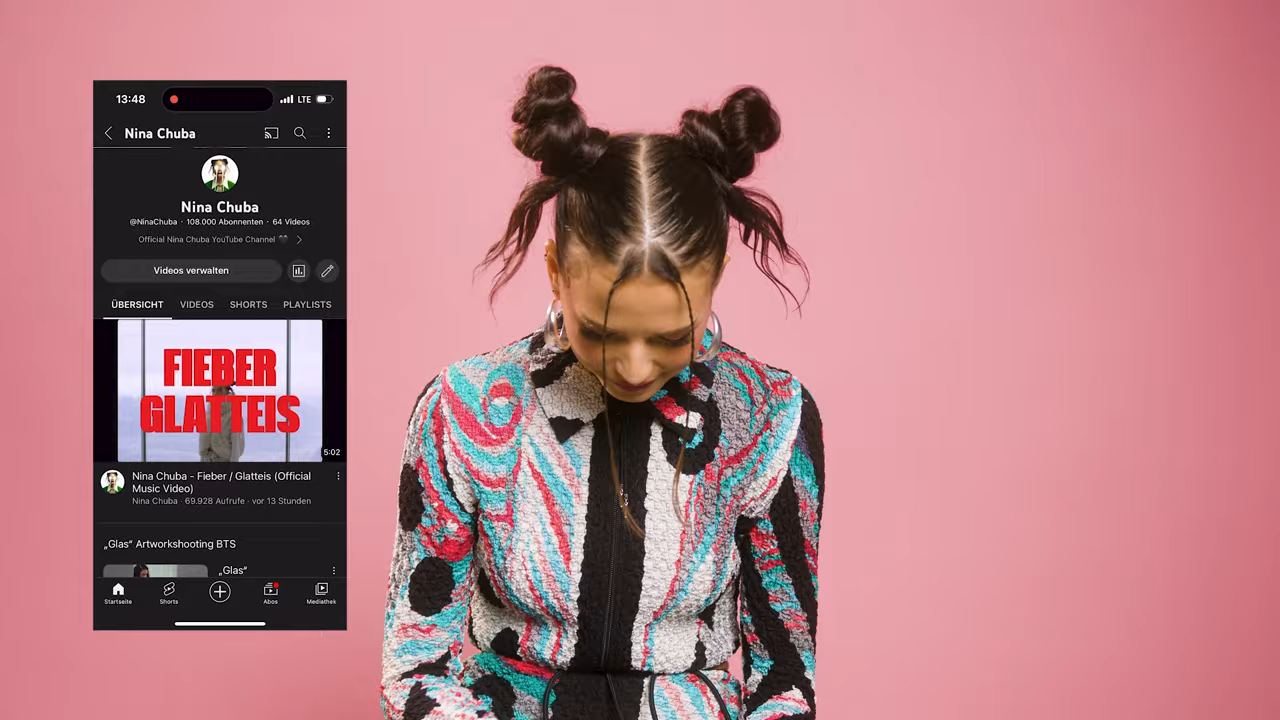 13:48
LTE
Nina Chuba
Nina Chuba
@NinaChuba · 108.000 Abonnenten · 64 Videos
Official Nina Chuba YouTube Channel 🖤
Videos verwalten
ÜBERSICHT VIDEOS SHORTS PLAYLISTS
FIEBER
GLATTEIS
5:02
Nina Chuba - Fieber / Glatteis (Official
Music Video)
Nina Chuba · 69.928 Aufrufe · vor 13 Stunden
„Glas“ Artworkshooting BTS
„Glas“
Startseite Shorts Abos Mediathek